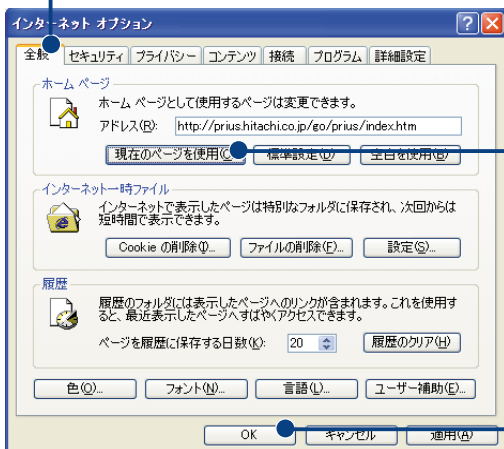 インターネット オプション
全般 セキュリティ プライバシー コンテンツ 接続 プログラム 詳細設定
ホーム ページ
ホーム ページとして使用するページは変更できます。
アドレス(R): http://prius.hitachi.co.jp/go/prius/index.htm
現在のページを使用(C) 標準設定(D) 空白を使用(B)
インターネット一時ファイル
インターネットで表示したページは特別なフォルダに保存され、次回からは
短時間で表示できます。
Cookie の削除(I)... ファイルの削除(F)... 設定(S)...
履歴
履歴のフォルダには表示したページへのリンクが含まれます。これを使用す
ると、最近表示したページへすばやくアクセスできます。
ページを履歴に保存する日数(K): 20 履歴のクリア(H)
色(O)... フォント(N)... 言語(L)... ユーザー補助(E)...
OK キャンセル 適用(A)